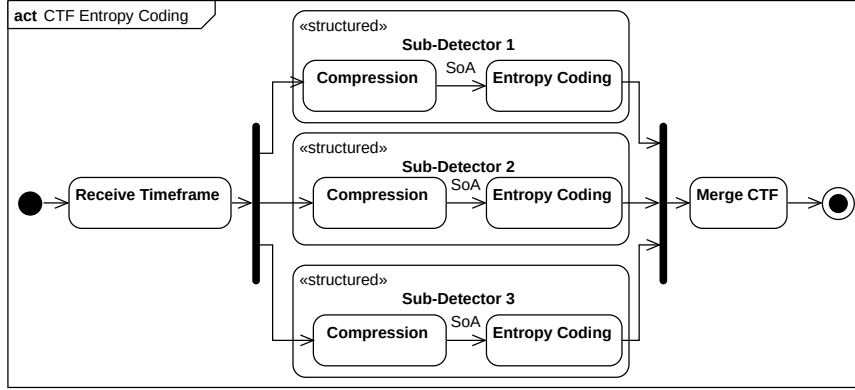 act CTF Entropy Coding
«structured»
Sub-Detector 1
Compression
SoA
Entropy Coding
«structured»
Sub-Detector 2
Receive Timeframe
Compression
SoA
Entropy Coding
Merge CTF
«structured»
Sub-Detector 3
Compression
SoA
Entropy Coding